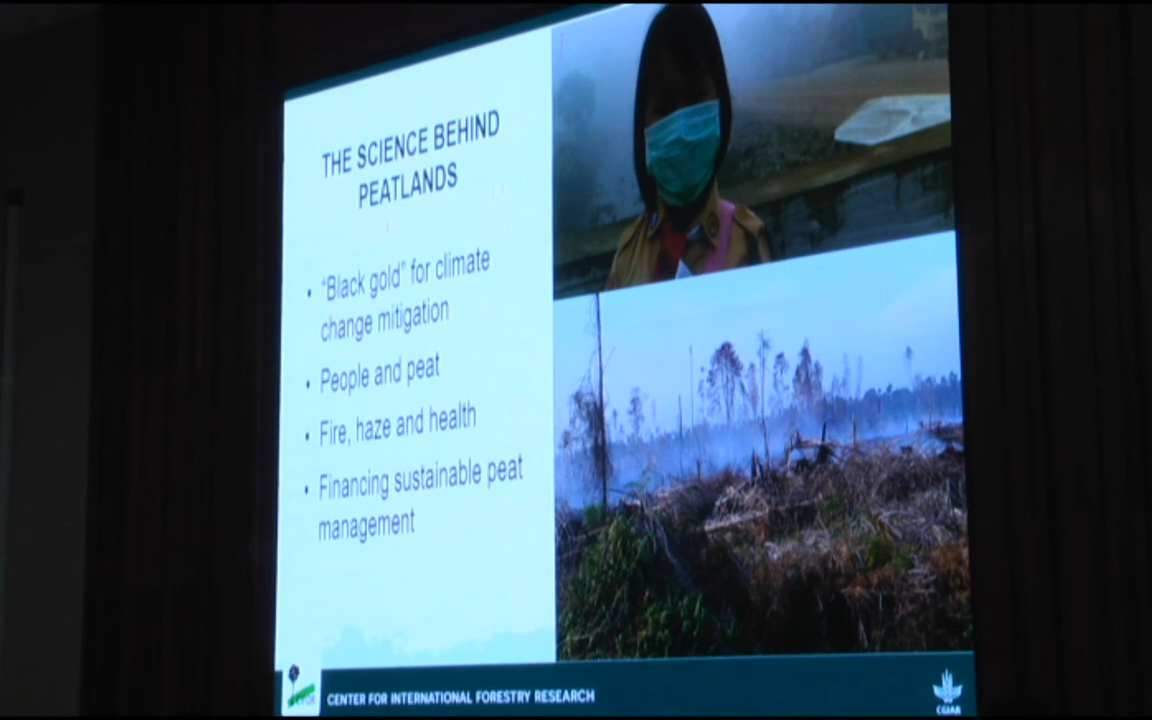 THE SCIENCE BEHIND
PEATLANDS
• "Black gold" for climate
change mitigation
• People and peat
• Fire, haze and health
• Financing sustainable peat
management
CENTER FOR INTERNATIONAL FORESTRY RESEARCH
CGIAR